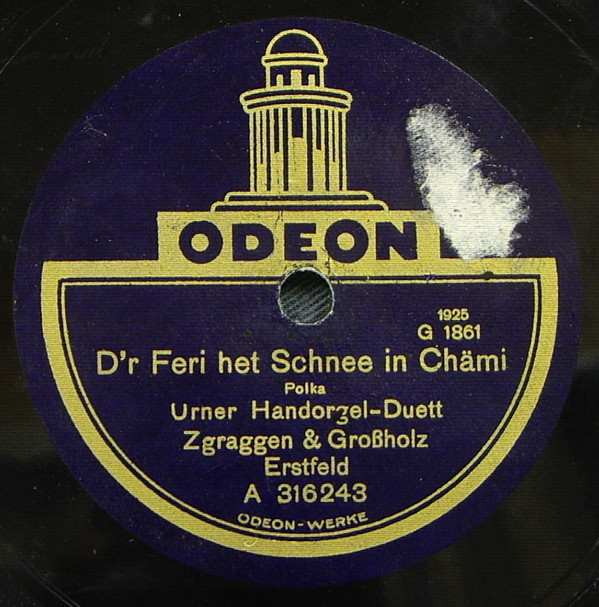 ODEON
1925
G 1861
D'r Feri het Schnee in Chämi
Polka
Urner Handorgel-Duett
Zgraggen & Großholz
Erstfeld
A 316243
ODEON-WERKE